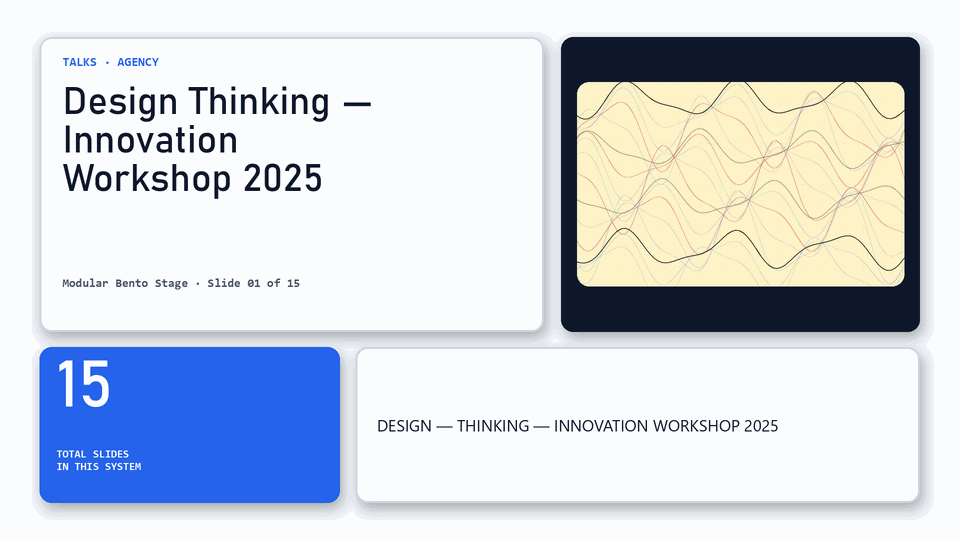 TALKS · AGENCY
Design Thinking —
Innovation
Workshop 2025
Modular Bento Stage · Slide 01 of 15
15
TOTAL SLIDES
IN THIS SYSTEM
DESIGN — THINKING — INNOVATION WORKSHOP 2025